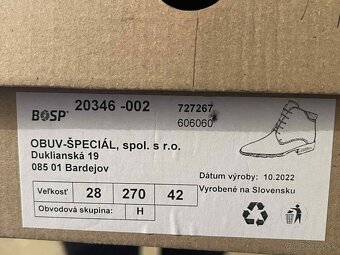 BOSP 20346 -002 727267
606060
OBUV-ŠPECIÁL, spol. s r.o.
Duklianská 19
085 01 Bardejov
Dátum výroby: 10.2022
Vyrobené na Slovensku
Veľkosť 28 270 42
Obvodová skupina: H